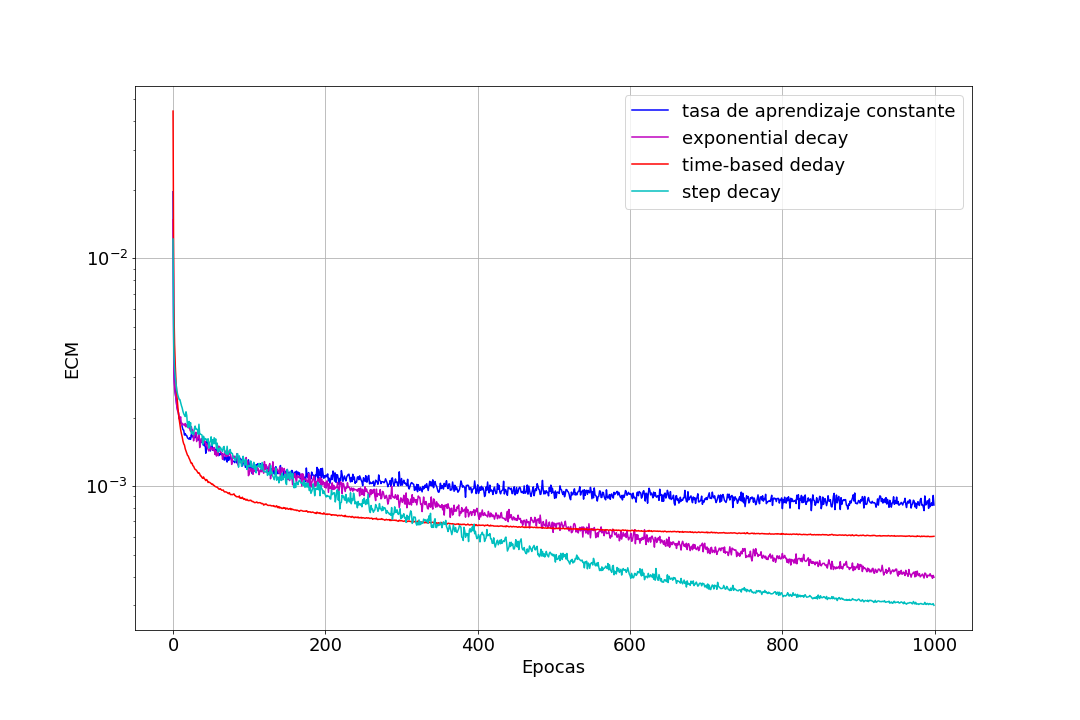 tasa de aprendizaje constante
exponential decay
time-based deday
step decay
10⁻²
10⁻³
ECM
0 200 400 600 800 1000
Epocas